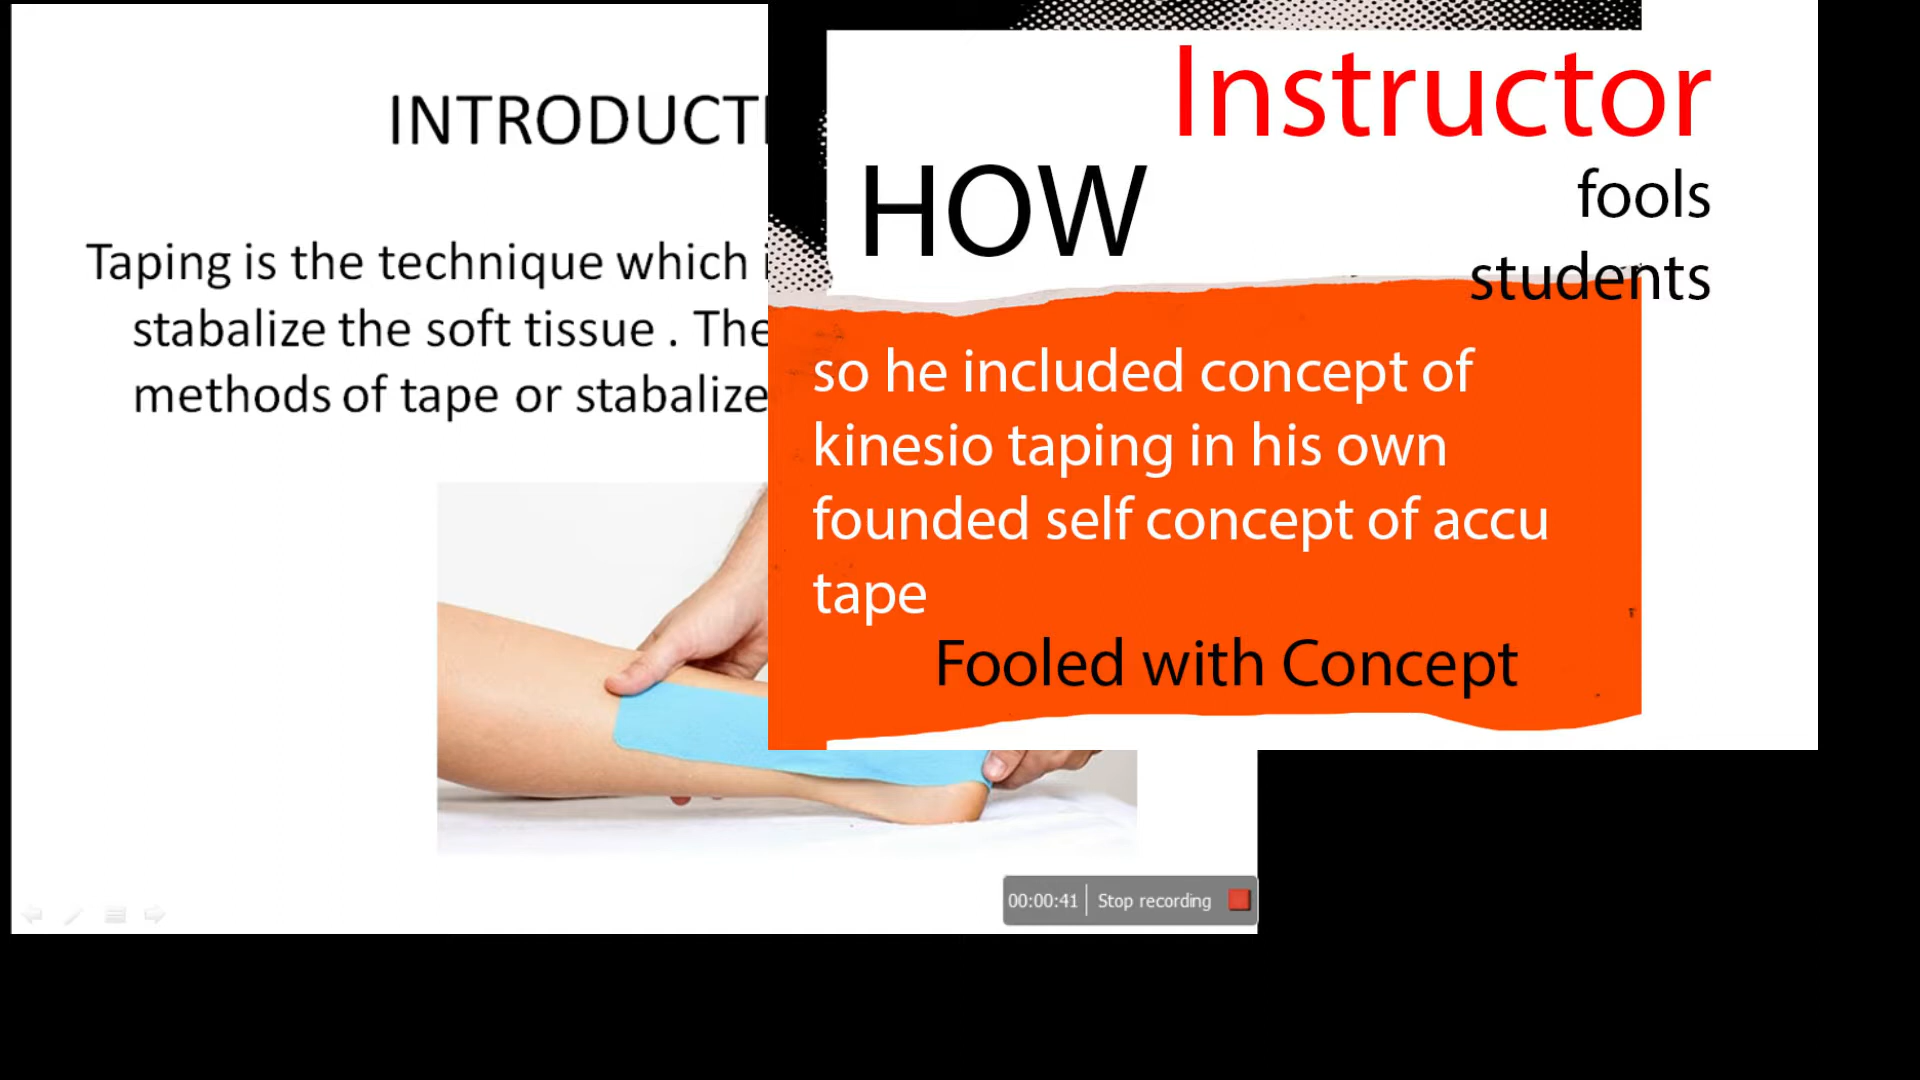 INTRODUCTI
Taping is the technique which
stabalize the soft tissue . The
methods of tape or stabalize
Instructor
HOW
fools
students
so he included concept of
kinesio taping in his own
founded self concept of accu
tape
Fooled with Concept
00:00:41 Stop recording